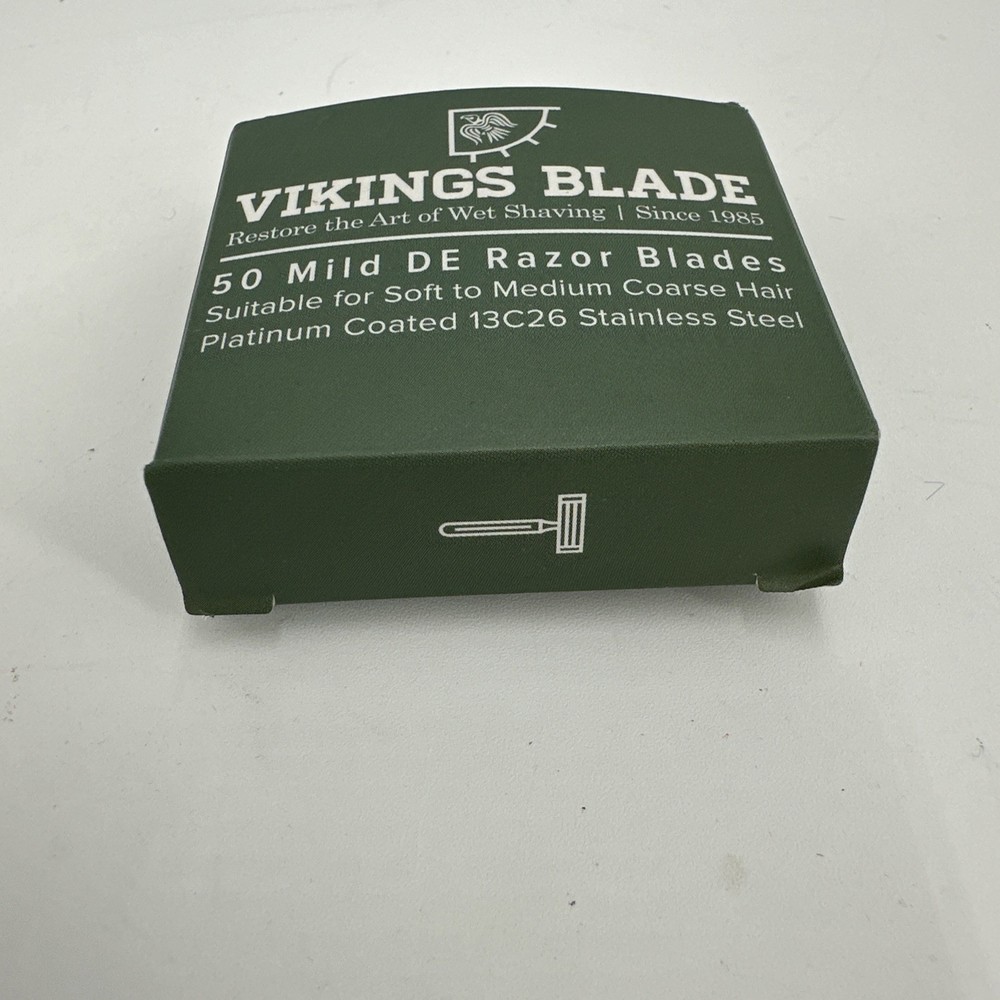 VIKINGS BLADE
Restore the Art of Wet Shaving | Since 1985
50 Mild DE Razor Blades
Suitable for Soft to Medium Coarse Hair
Platinum Coated 13C26 Stainless Steel